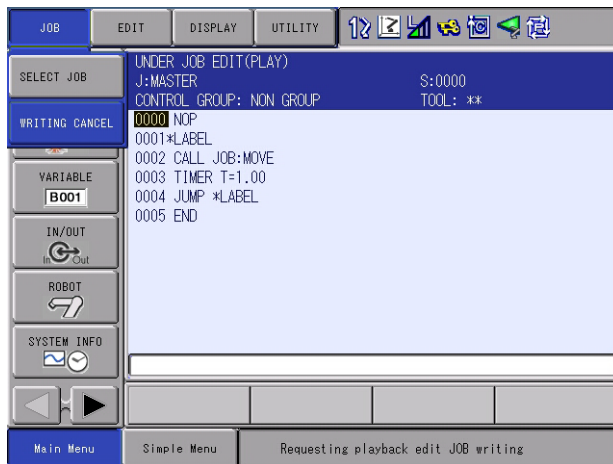 JOB EDIT DISPLAY UTILITY
SELECT JOB
WRITING CANCEL
UNDER JOB EDIT(PLAY)
J:MASTER S:0000
CONTROL GROUP: NON GROUP TOOL: **
0000 NOP
0001*LABEL
0002 CALL JOB:MOVE
0003 TIMER T=1.00
0004 JUMP *LABEL
0005 END
VARIABLE
B001
IN/OUT
In Out
ROBOT
SYSTEM INFO
Main Menu Simple Menu Requesting playback edit JOB writing